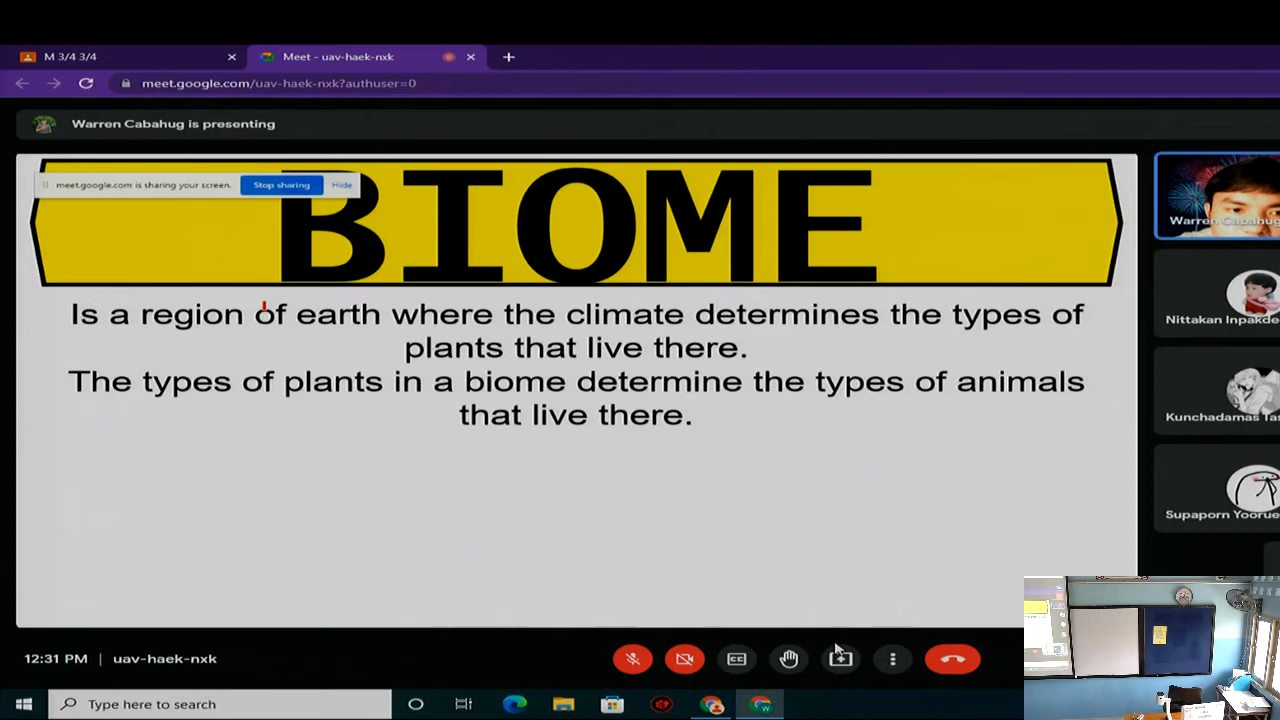 M 3/4 3/4
Meet - uav-haek-nxk
meet.google.com/uav-haek-nxk?authuser=0
Warren Cabahug is presenting
meet.google.com is sharing your screen.
Stop sharing
Hide
BIOME
Is a region of earth where the climate determines the types of
plants that live there.
The types of plants in a biome determine the types of animals
that live there.
Warren Cabahug
Nittakan Inpakde
Kunchadamas Tas
Supaporn Yoorue
12:31 PM | uav-haek-nxk
CC
Type here to search